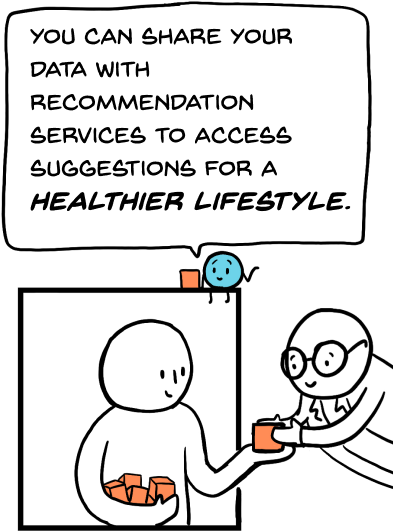 YOU CAN SHARE YOUR
DATA WITH
RECOMMENDATION
SERVICES TO ACCESS
SUGGESTIONS FOR A
HEALTHIER LIFESTYLE.